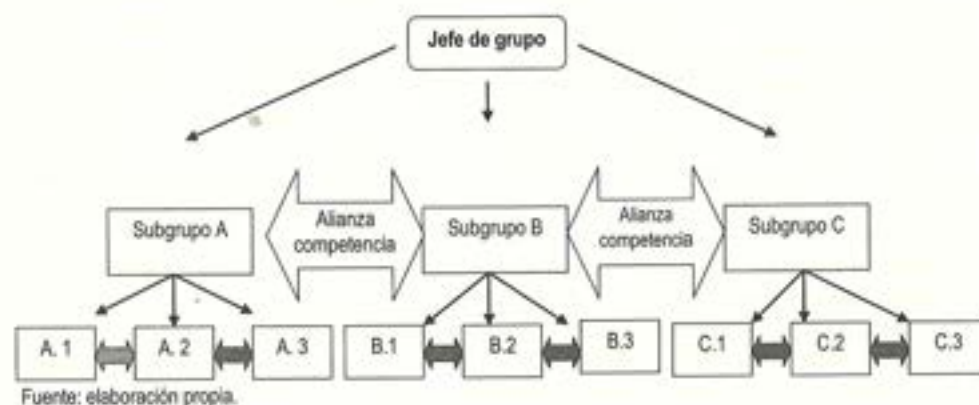 Jefe de grupo
Subgrupo A
Alianza
competencia
Subgrupo B
Alianza
competencia
Subgrupo C
A. 1
A. 2
A. 3
B.1
B.2
B.3
C.1
C.2
C.3
Fuente: elaboración propia.